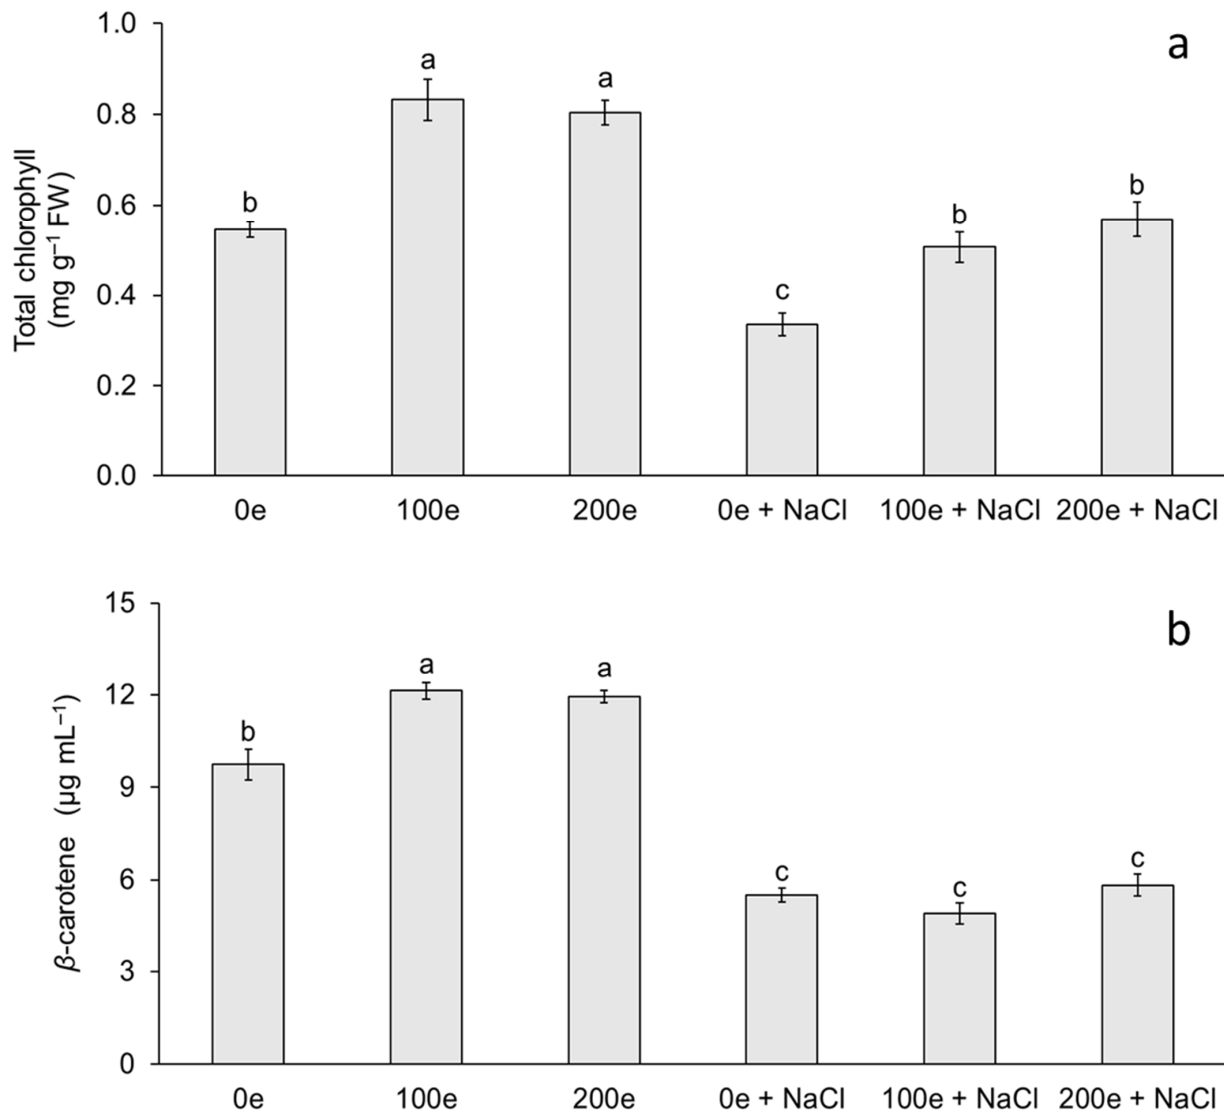 a
1.0
0.8
0.6
0.4
0.2
0.0
Total chlorophyll
(mg g⁻¹ FW)
b
a
a
c
b
b
0e
100e
200e
0e + NaCl
100e + NaCl
200e + NaCl
b
15
12
9
6
3
0
β-carotene (µg mL⁻¹)
b
a
a
c
c
c
0e
100e
200e
0e + NaCl
100e + NaCl
200e + NaCl